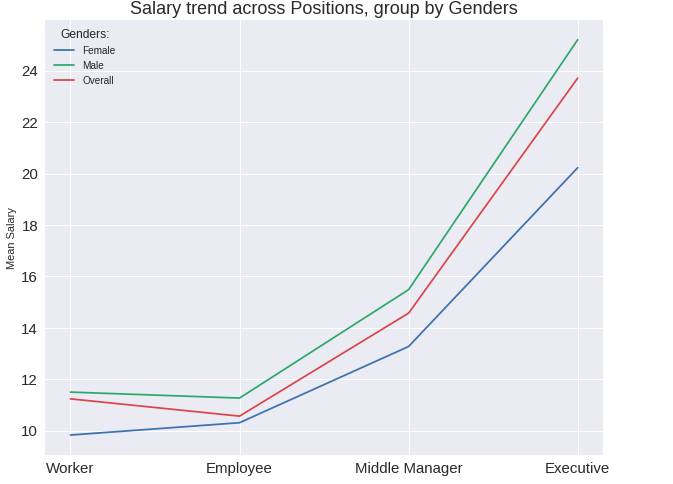 Salary trend across Positions, group by Genders
Genders:
Female
Male
Overall
24
22
20
18
16
14
12
10
Mean Salary
Worker
Employee
Middle Manager
Executive